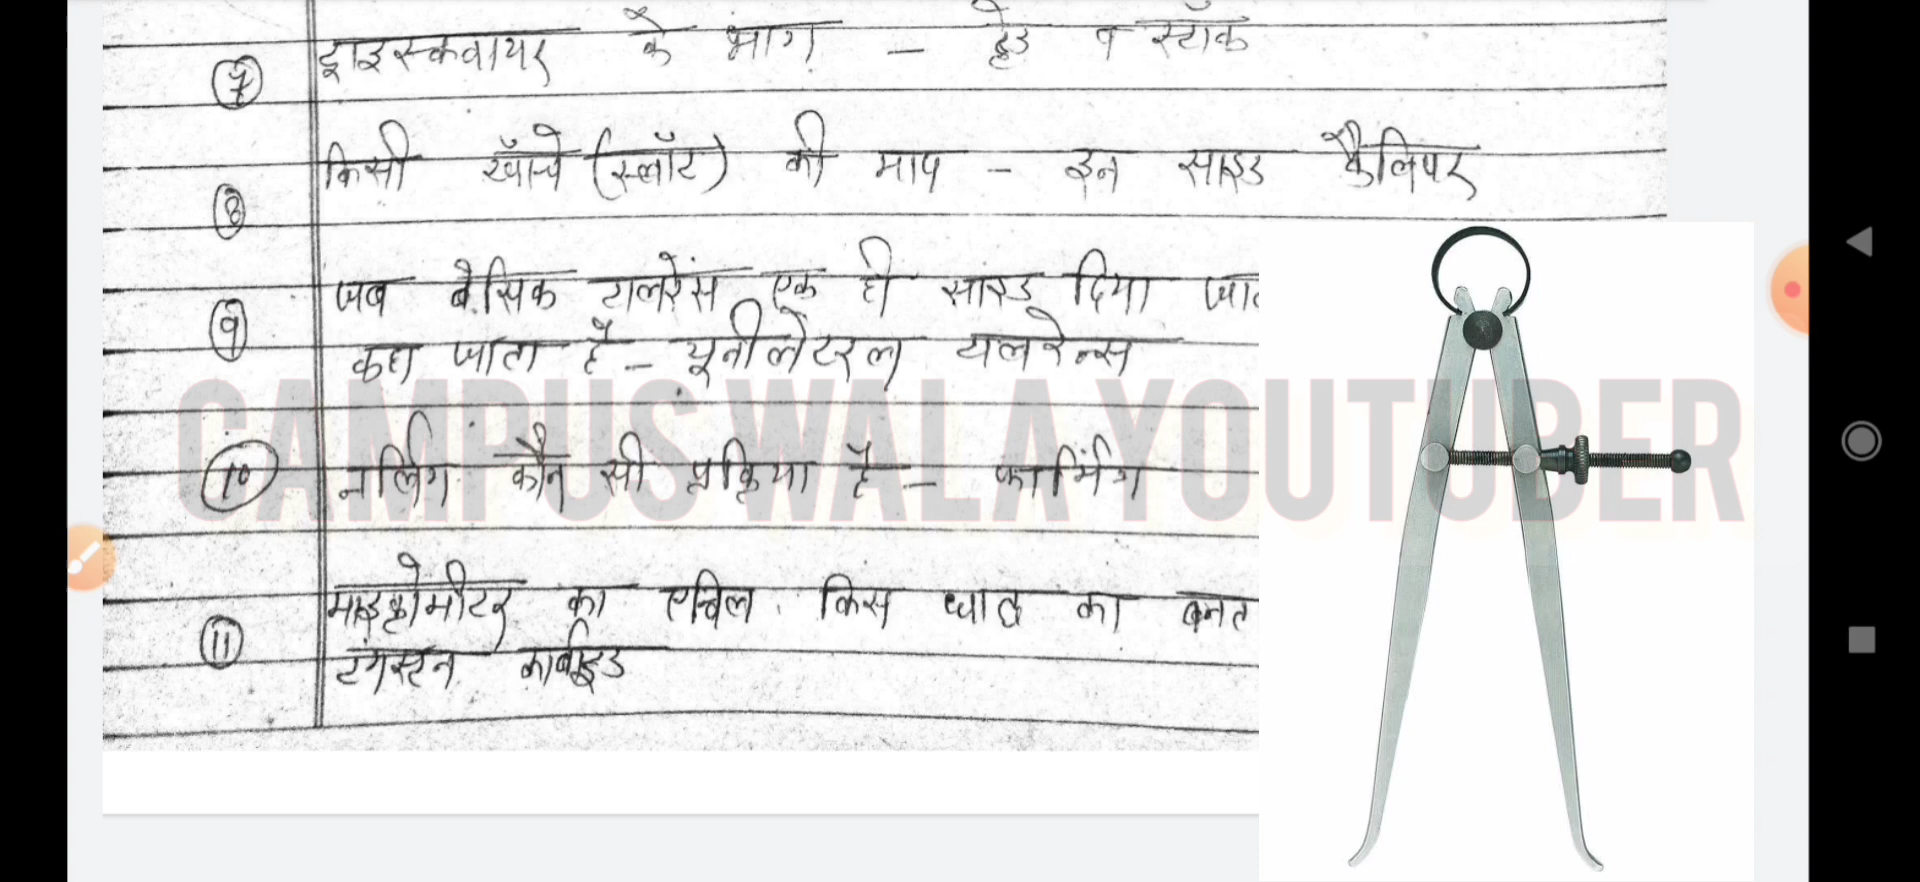 ⑦ ट्राइस्क्वायर के भाग – हेड व स्टॉक
⑧ किसी खाँचे (स्लॉट) की माप – इन साइड कैलिपर
⑨ जब बेसिक टालरेंस एक ही साइड दिया जात
कहा जाता है – यूनीलेटरल टालरेन्स
CAMPUS WALA YOUTUBER
⑩ नर्लिंग कौन सी प्रक्रिया है – फार्मिंग
⑪ माइक्रोमीटर का एन्विल किस धातु का बनत
टंगस्टन कार्बाइड